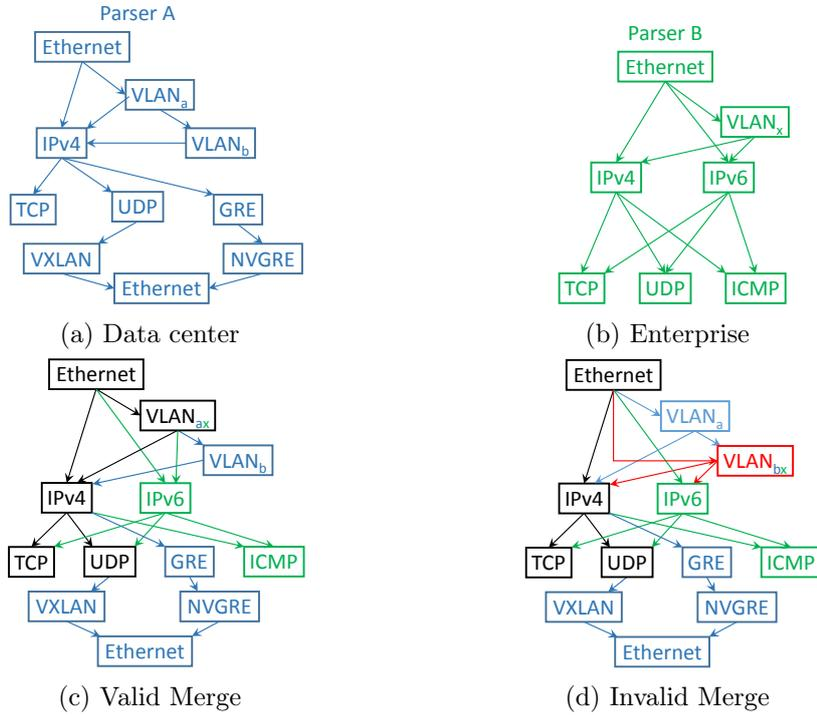 Parser A
Ethernet
VLANa
IPv4
VLANb
TCP
UDP
GRE
VXLAN
NVGRE
Ethernet
(a) Data center
Parser B
Ethernet
VLANx
IPv4
IPv6
TCP
UDP
ICMP
(b) Enterprise
Ethernet
VLANax
VLANb
IPv4
IPv6
TCP
UDP
GRE
ICMP
VXLAN
NVGRE
Ethernet
(c) Valid Merge
Ethernet
VLANa
VLANbx
IPv4
IPv6
TCP
UDP
GRE
ICMP
VXLAN
NVGRE
Ethernet
(d) Invalid Merge